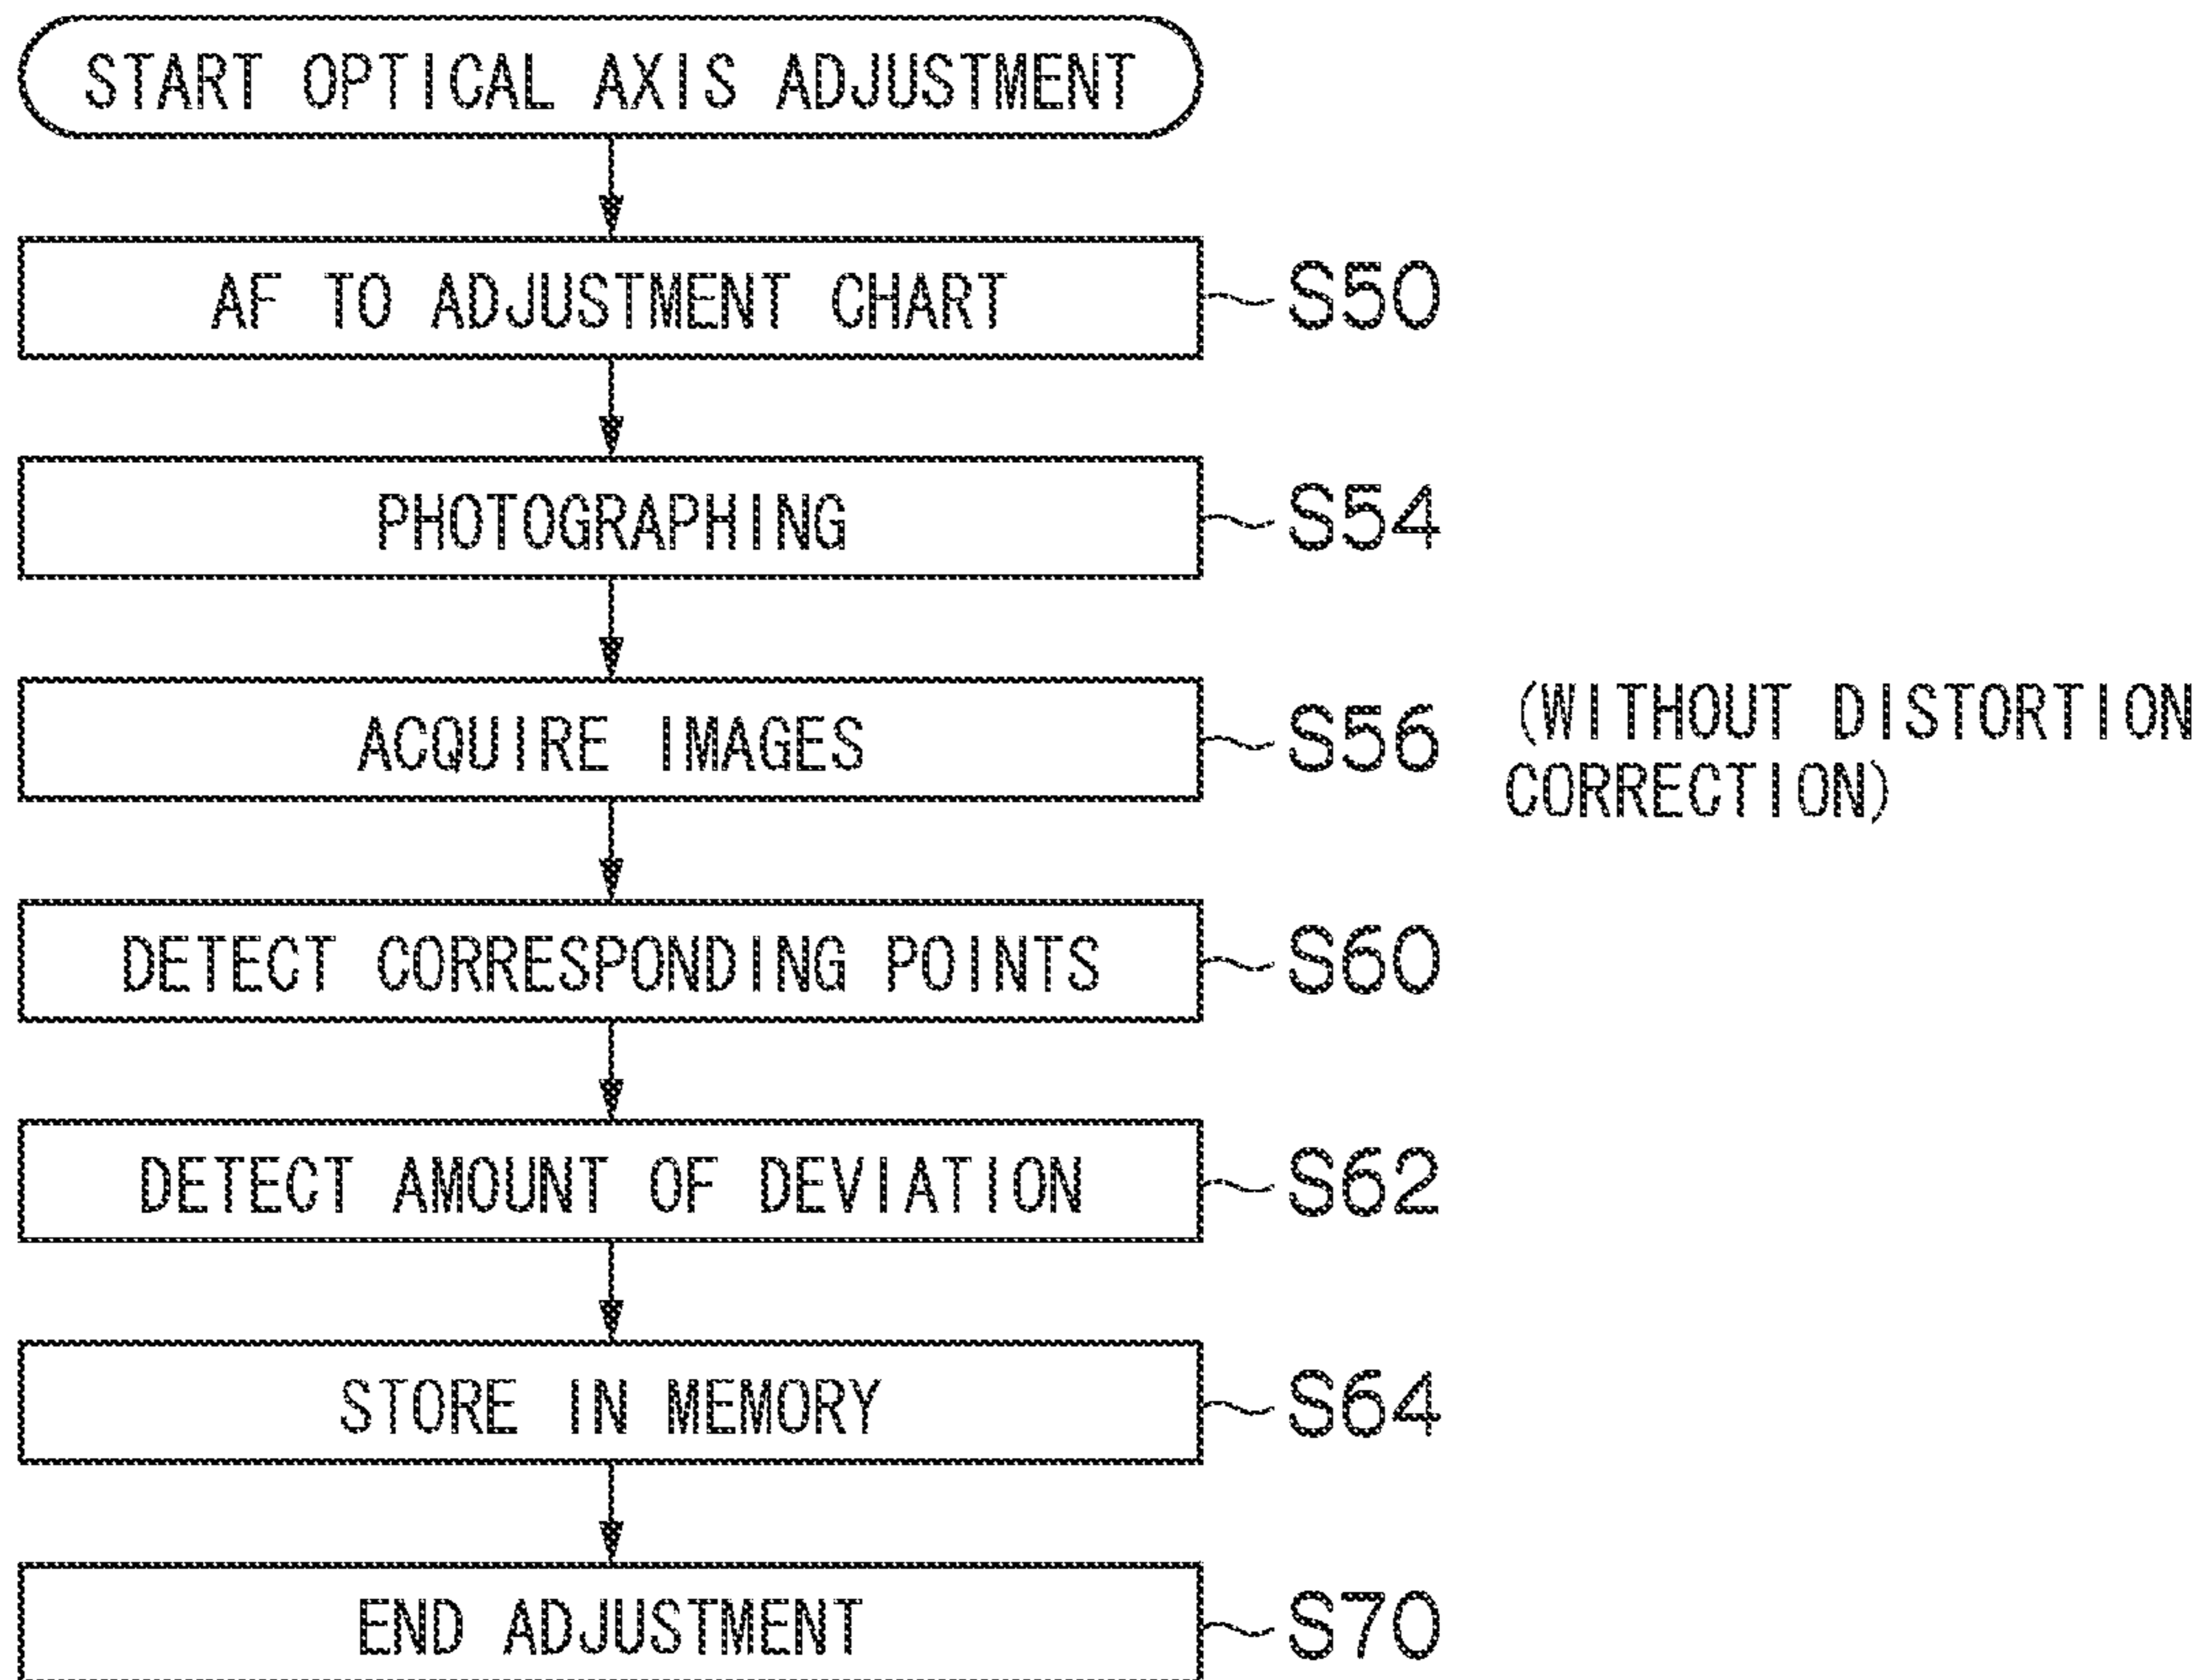 START OPTICAL AXIS ADJUSTMENT
AF TO ADJUSTMENT CHART
S50
PHOTOGRAPHING
S54
ACQUIRE IMAGES
S56
(WITHOUT DISTORTION
CORRECTION)
DETECT CORRESPONDING POINTS
S60
DETECT AMOUNT OF DEVIATION
S62
STORE IN MEMORY
S64
END ADJUSTMENT
S70